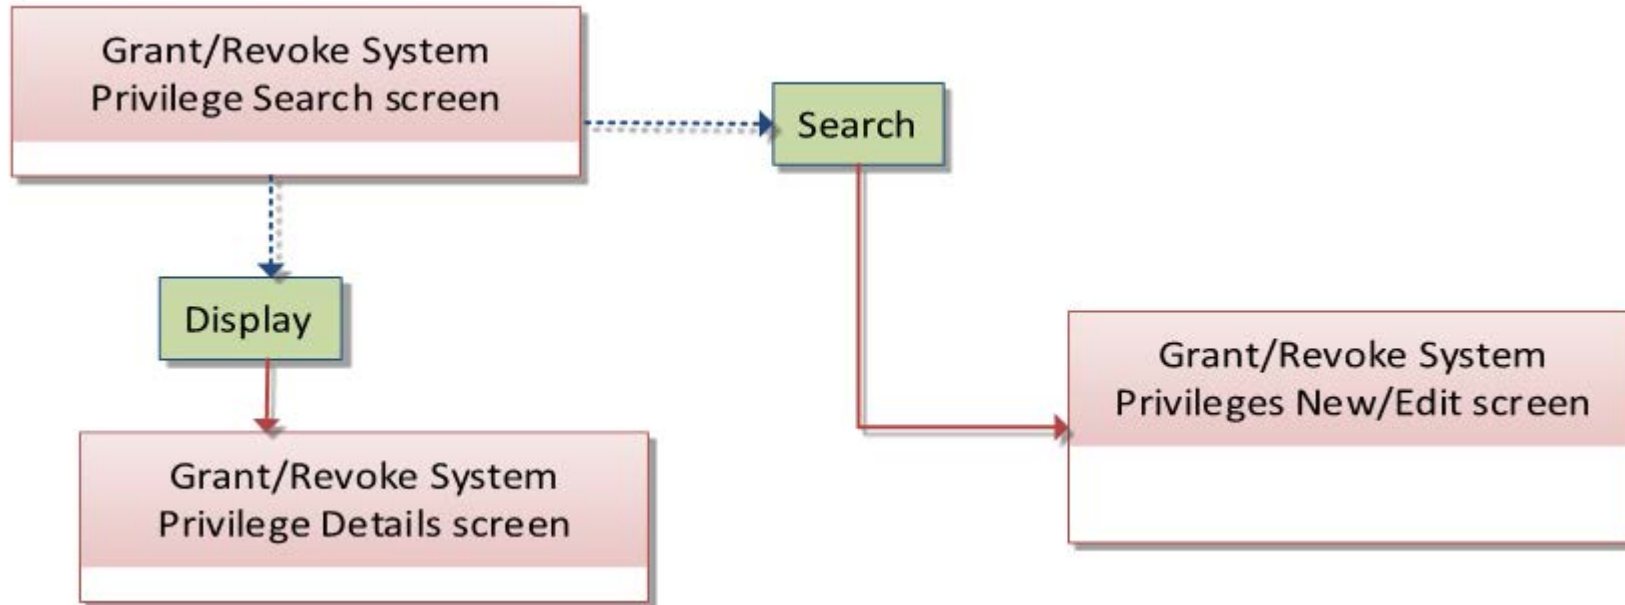 Grant/Revoke System
Privilege Search screen
Search
Display
Grant/Revoke System
Privileges New/Edit screen
Grant/Revoke System
Privilege Details screen